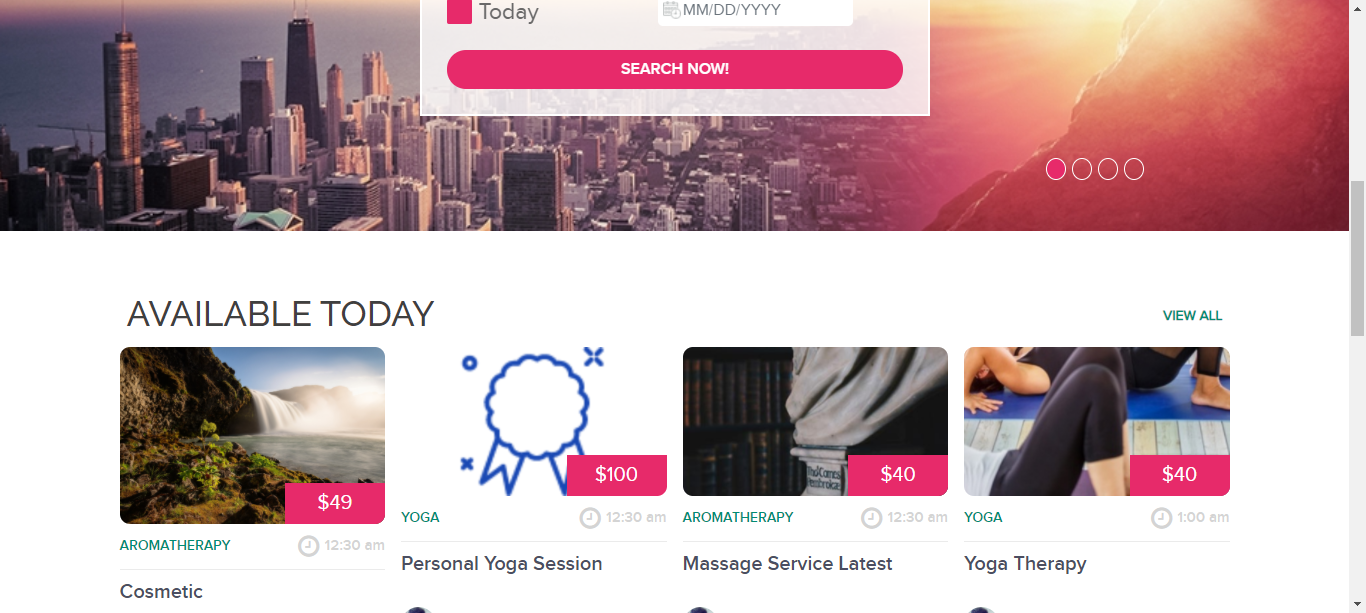 Today
MM/DD/YYYY
SEARCH NOW!
AVAILABLE TODAY
VIEW ALL
$49
AROMATHERAPY
12:30 am
Cosmetic
$100
YOGA
12:30 am
Personal Yoga Session
$40
AROMATHERAPY
12:30 am
Massage Service Latest
$40
YOGA
1:00 am
Yoga Therapy